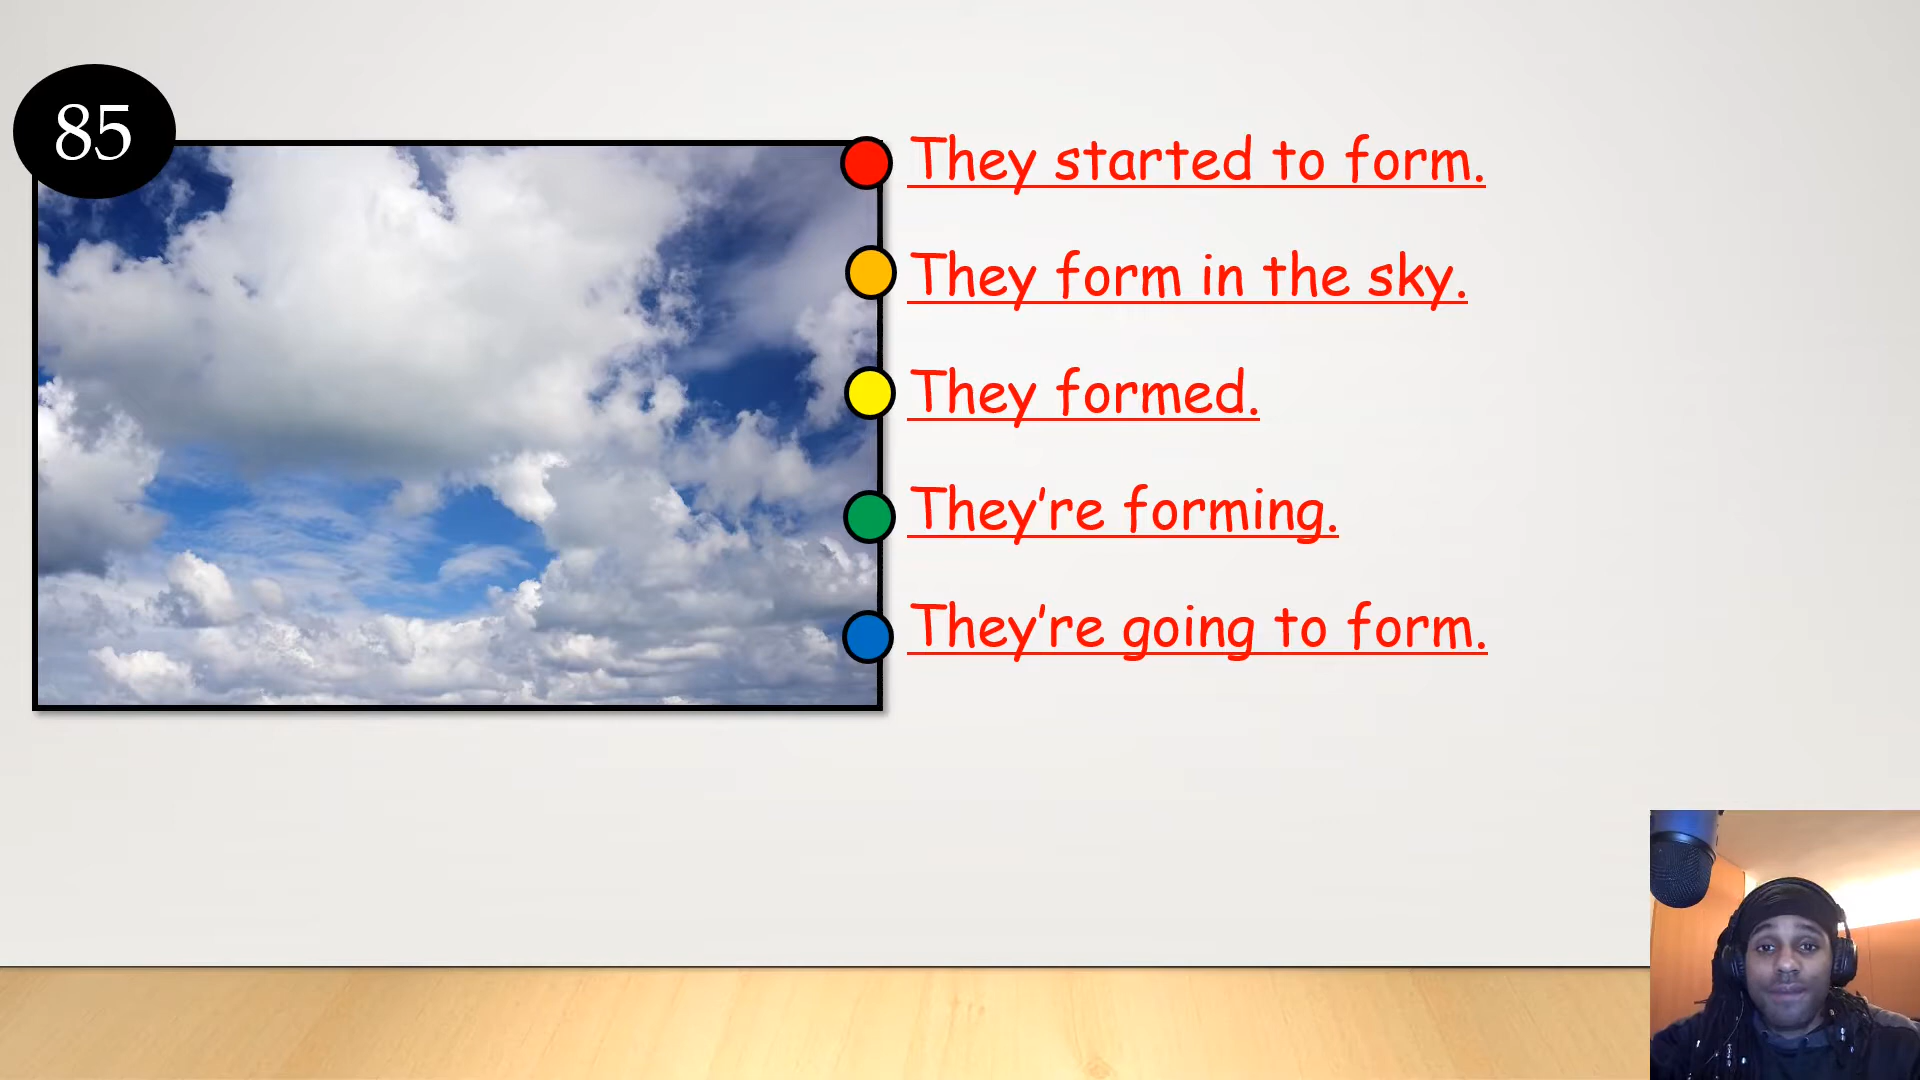 85
They started to form.
They form in the sky.
They formed.
They're forming.
They're going to form.